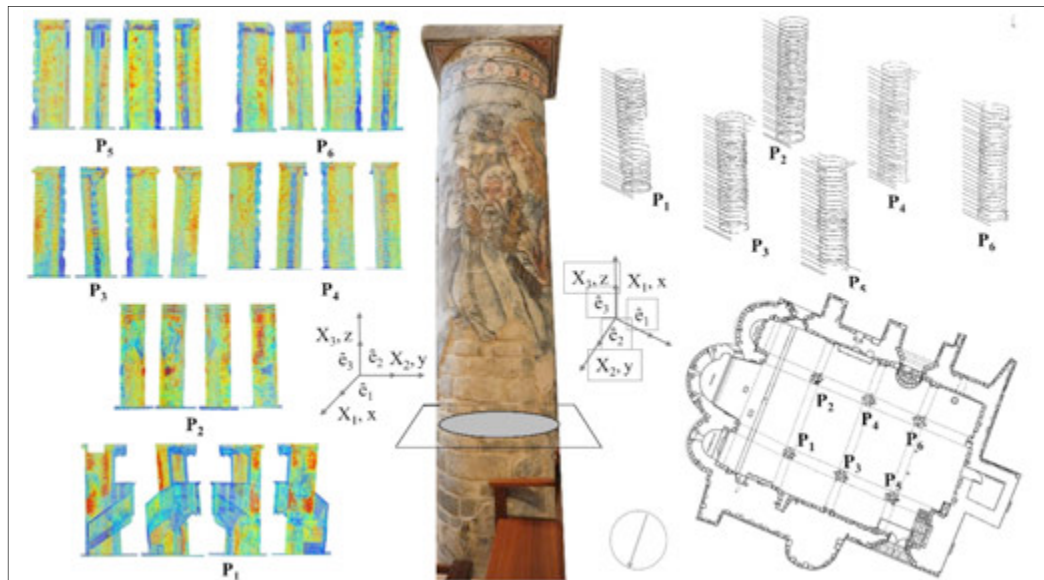 P5
P6
P3
P4
P2
P1
X3, z
ê3
ê2
X2, y
ê1
X1, x
X3, z
X1, x
ê3
ê1
ê2
X2, y
P1
P2
P3
P4
P5
P6
P2
P4
P6
P1
P3
P5